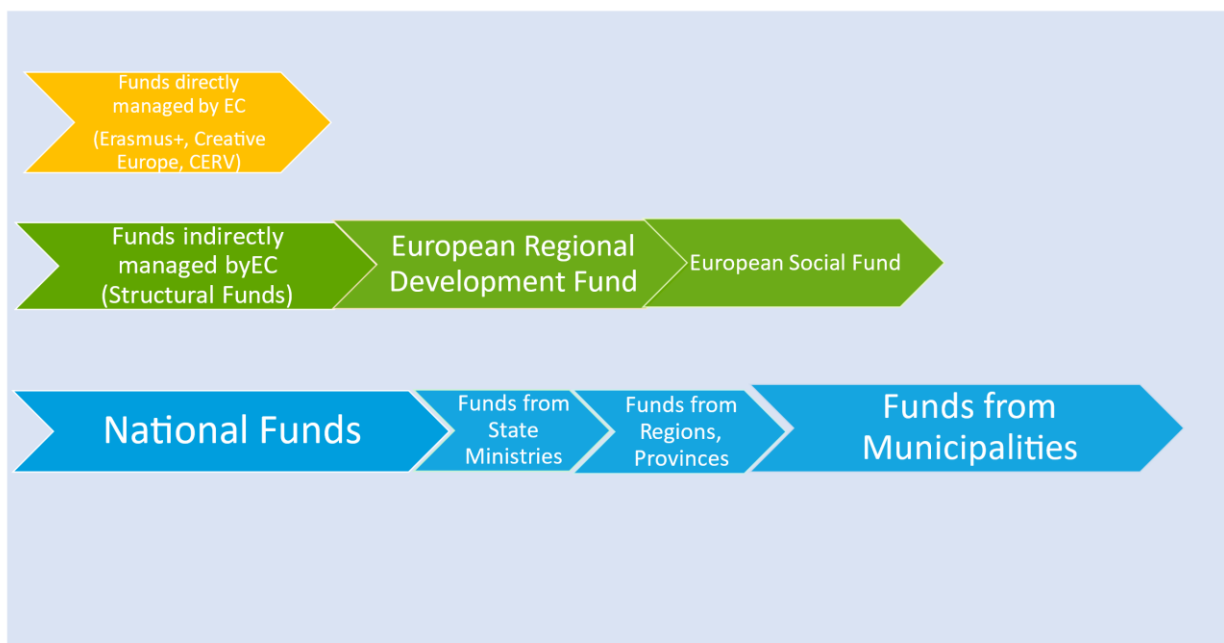 Funds directly
managed by EC
(Erasmus+, Creative
Europe, CERV)
Funds indirectly
managed byEC
(Structural Funds)
European Regional
Development Fund
European Social Fund
National Funds
Funds from
State
Ministries
Funds from
Regions,
Provinces
Funds from
Municipalities